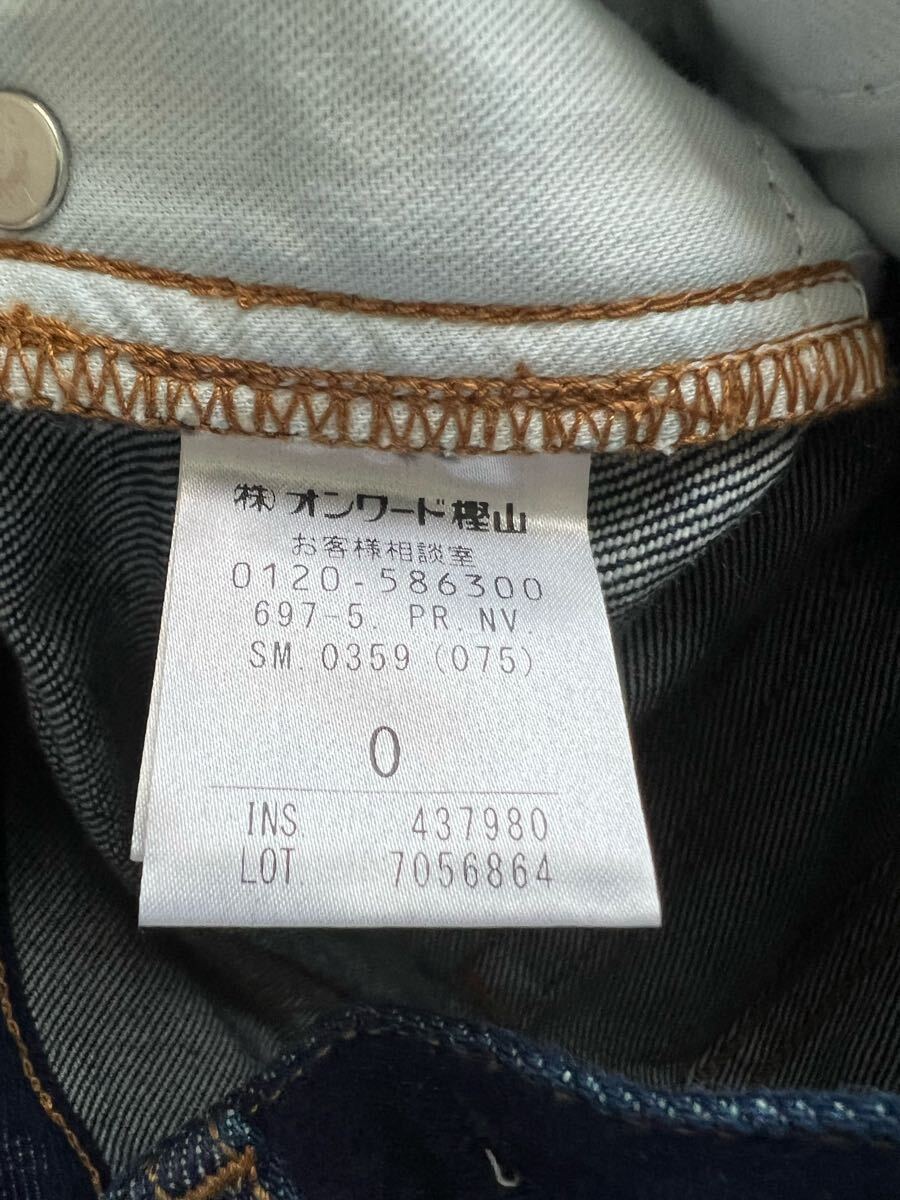 (株)オンワード樫山
お客様相談室
0120-586300
697-5. PR. NV.
SM. 0359 (075)
0
INS 437980
LOT. 7056864